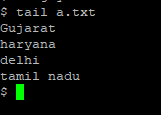 $ tail a.txt
Gujarat
haryana
delhi
tamil nadu
$